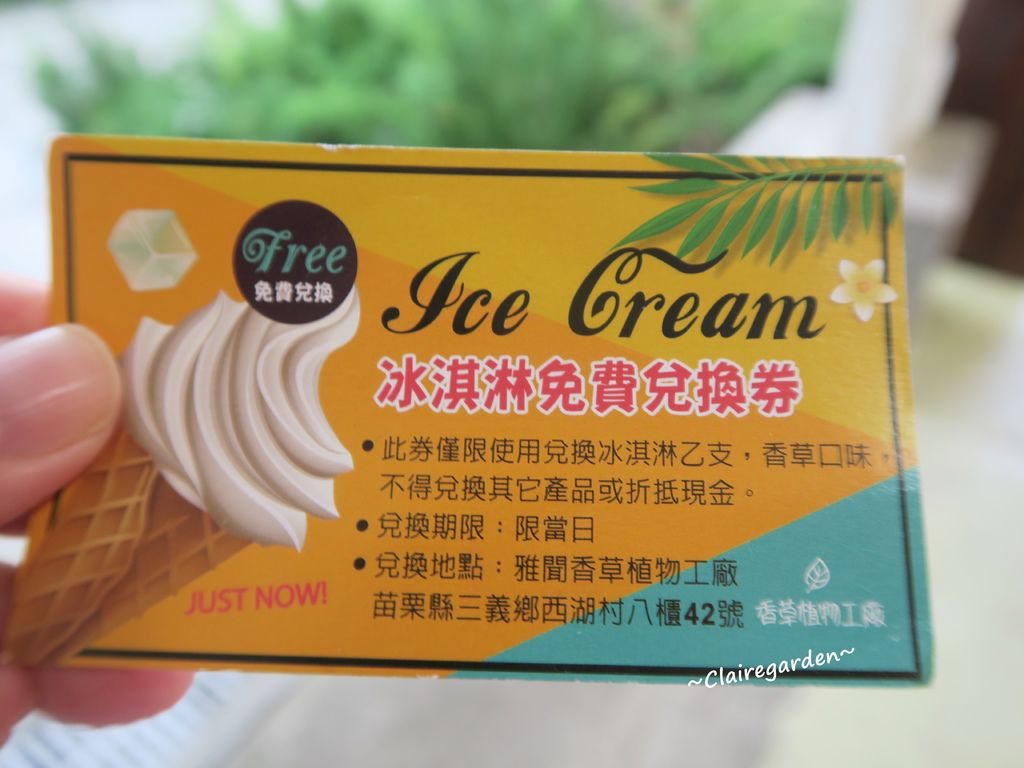 Free
免費兌換
Ice Cream
冰淇淋免費兌換券
• 此券僅限使用兌換冰淇淋乙支，香草口味，
不得兌換其它產品或折抵現金。
• 兌換期限：限當日
• 兌換地點：雅聞香草植物工廠
苗栗縣三義鄉西湖村八櫃42號
JUST NOW!
香草植物工廠
~Clairegarden~